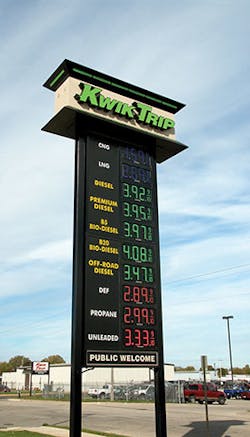 KWIK TRIP
CNG
LNG
DIESEL 3.92
PREMIUM
DIESEL 3.95
B5
BIO-DIESEL 3.97
B20
BIO-DIESEL 4.08
OFF-ROAD
DIESEL 3.47
DEF 2.89
PROPANE 2.99
UNLEADED 3.33
PUBLIC WELCOME